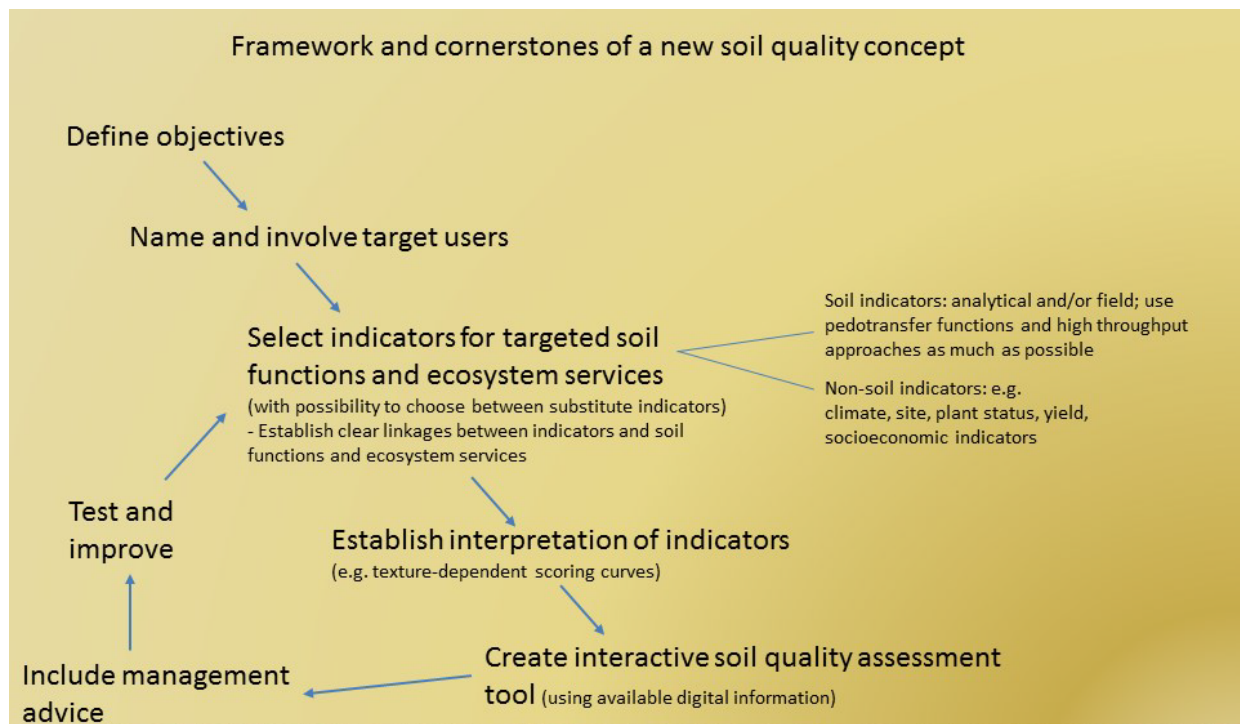 Framework and cornerstones of a new soil quality concept
Define objectives
Name and involve target users
Select indicators for targeted soil
functions and ecosystem services
(with possibility to choose between substitute indicators)
- Establish clear linkages between indicators and soil
functions and ecosystem services
Soil indicators: analytical and/or field; use
pedotransfer functions and high throughput
approaches as much as possible
Non-soil indicators: e.g.
climate, site, plant status, yield,
socioeconomic indicators
Establish interpretation of indicators
(e.g. texture-dependent scoring curves)
Create interactive soil quality assessment
tool (using available digital information)
Include management
advice
Test and
improve